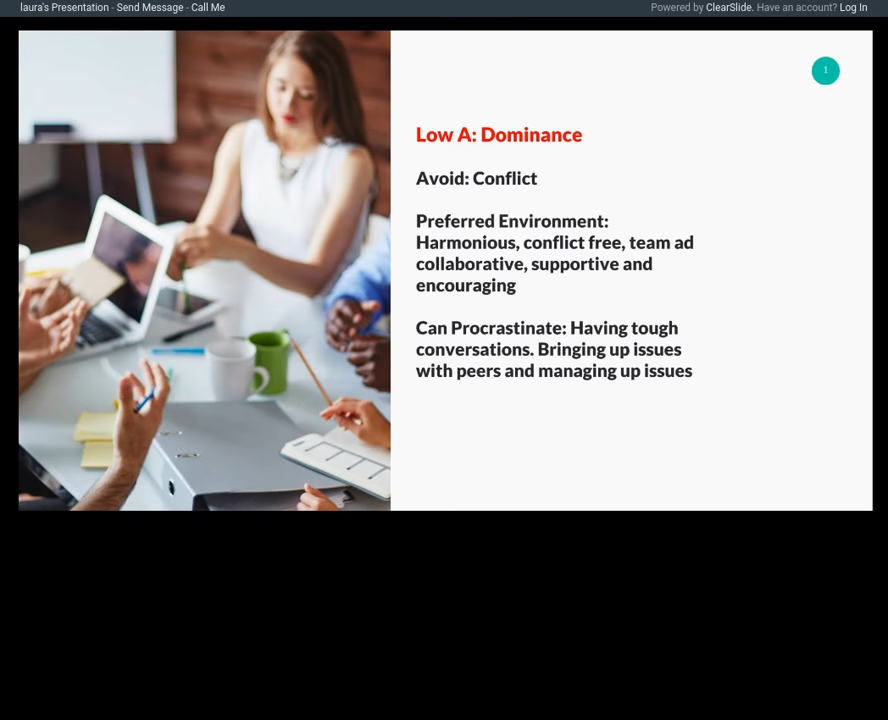 laura's Presentation - Send Message - Call Me
Powered by ClearSlide. Have an account? Log In
1
Low A: Dominance
Avoid: Conflict
Preferred Environment:
Harmonious, conflict free, team ad
collaborative, supportive and
encouraging
Can Procrastinate: Having tough
conversations. Bringing up issues
with peers and managing up issues